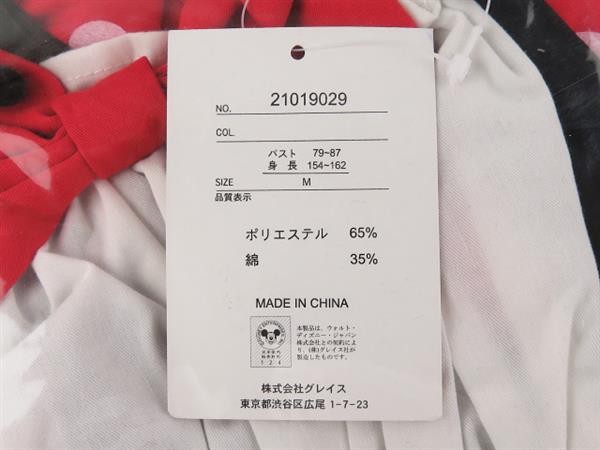 NO. 21019029
COL.
バスト 79~87
身 長 154~162
SIZE M
品質表示
ポリエステル 65%
綿 35%
MADE IN CHINA
本製品は、ウォルト・
ディズニー・ジャパン
株式会社との契約により、
(株)グレイス社が
製造したものです。
124
株式会社グレイス
東京都渋谷区広尾 1-7-23